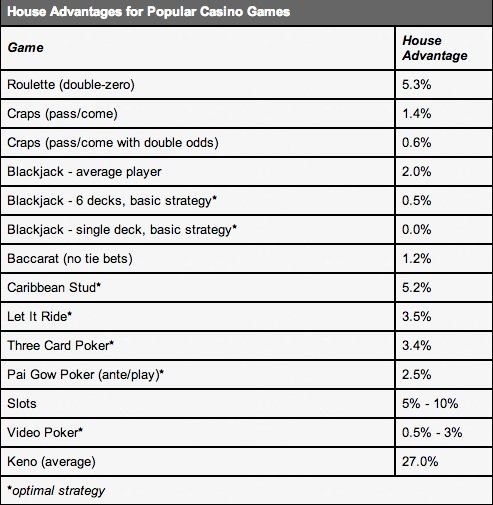 House Advantages for Popular Casino Games
Game House
Advantage
Roulette (double-zero) 5.3%
Craps (pass/come) 1.4%
Craps (pass/come with double odds) 0.6%
Blackjack - average player 2.0%
Blackjack - 6 decks, basic strategy* 0.5%
Blackjack - single deck, basic strategy* 0.0%
Baccarat (no tie bets) 1.2%
Caribbean Stud* 5.2%
Let It Ride* 3.5%
Three Card Poker* 3.4%
Pai Gow Poker (ante/play)* 2.5%
Slots 5% - 10%
Video Poker* 0.5% - 3%
Keno (average) 27.0%
*optimal strategy